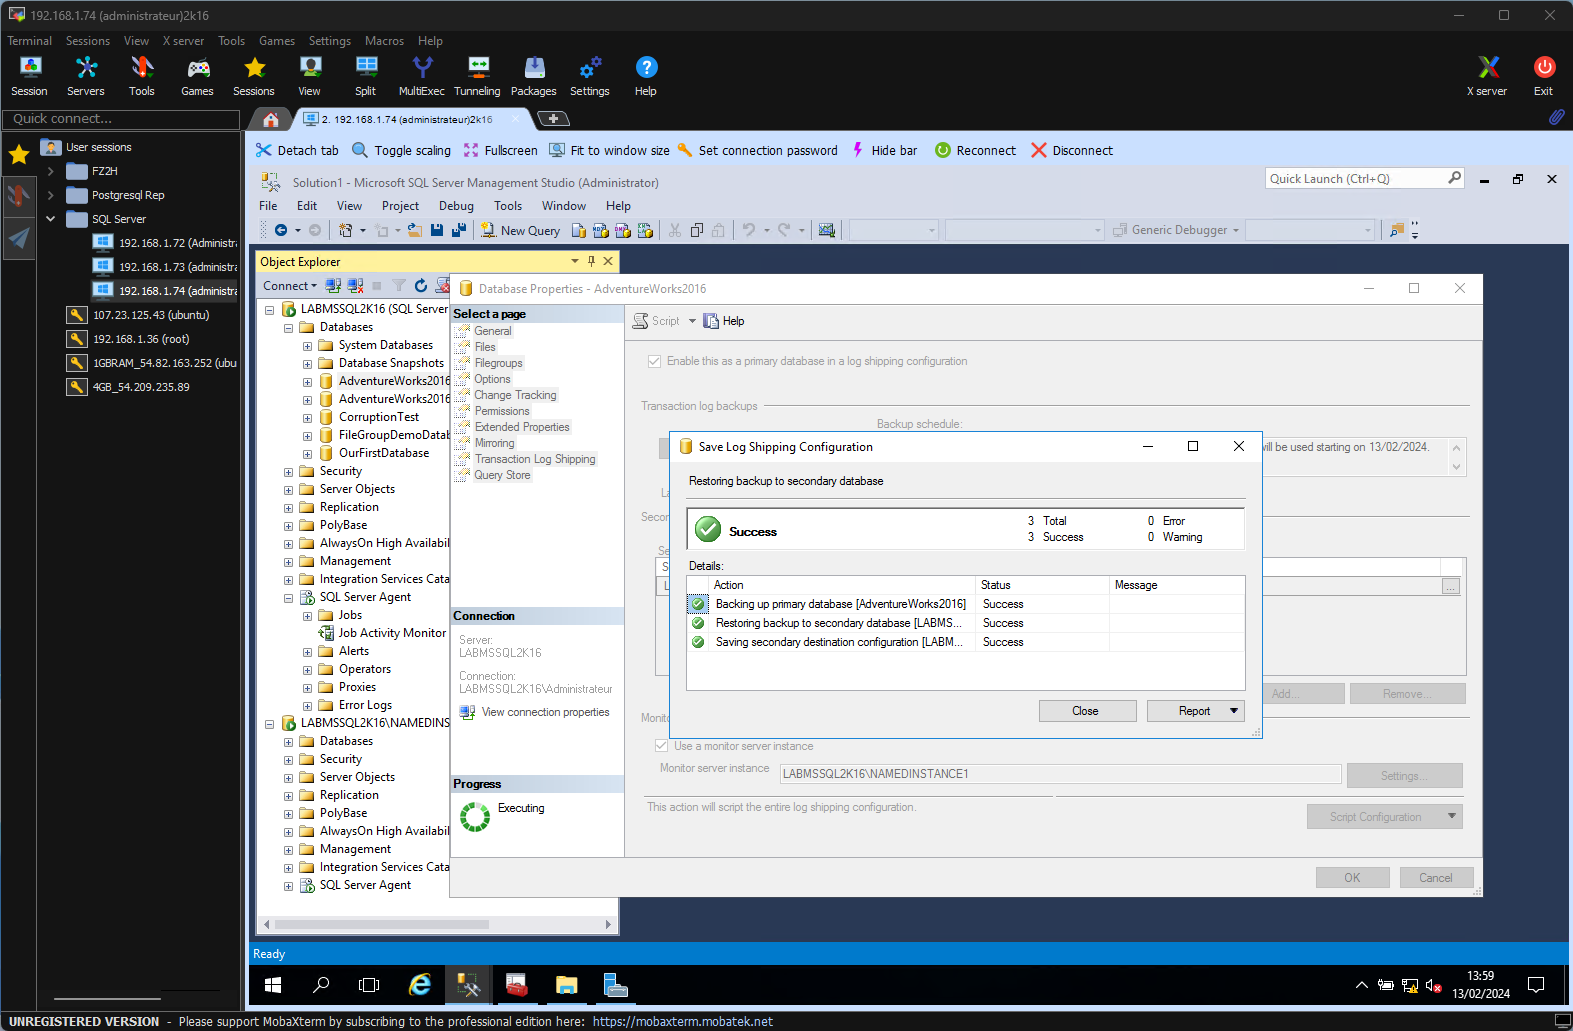 192.168.1.74 (administrateur)2k16
Terminal Sessions View X server Tools Games Settings Macros Help
Session Servers Tools Games Sessions View Split MultiExec Tunneling Packages Settings Help X server Exit
Quick connect...
2. 192.168.1.74 (administrateur)2k16
Detach tab Toggle scaling Fullscreen Fit to window size Set connection password Hide bar Reconnect Disconnect
User sessions
FZ2H
Postgresql Rep
SQL Server
192.168.1.72 (Administra
192.168.1.73 (administra
192.168.1.74 (administra
107.23.125.43 (ubuntu)
192.168.1.36 (root)
1GBRAM_54.82.163.252 (ubu
4GB_54.209.235.89
Solution1 - Microsoft SQL Server Management Studio (Administrator)
Quick Launch (Ctrl+Q)
File Edit View Project Debug Tools Window Help
New Query
Generic Debugger
Object Explorer
Connect
LABMSSQL2K16 (SQL Server
Databases
System Databases
Database Snapshots
AdventureWorks2016
AdventureWorks2016
CorruptionTest
FileGroupDemoDatab
OurFirstDatabase
Security
Server Objects
Replication
PolyBase
AlwaysOn High Availabil
Management
Integration Services Cata
SQL Server Agent
Jobs
Job Activity Monitor
Alerts
Operators
Proxies
Error Logs
LABMSSQL2K16\NAMEDINS
Databases
Security
Server Objects
Replication
PolyBase
AlwaysOn High Availabil
Management
Integration Services Cata
SQL Server Agent
Database Properties - AdventureWorks2016
Select a page
General
Files
Filegroups
Options
Change Tracking
Permissions
Extended Properties
Mirroring
Transaction Log Shipping
Query Store
Connection
Server:
LABMSSQL2K16
Connection:
LABMSSQL2K16\Administrateur
View connection properties
Progress
Executing
Script Help
Enable this as a primary database in a log shipping configuration
Transaction log backups
Backup schedule:
will be used starting on 13/02/2024.
La
Secon
Se
S
L
...
Add... Remove...
Monito
Use a monitor server instance
Monitor server instance LABMSSQL2K16\NAMEDINSTANCE1 Settings...
This action will script the entire log shipping configuration.
Script Configuration
OK Cancel
Save Log Shipping Configuration
Restoring backup to secondary database
Success
3 Total 0 Error
3 Success 0 Warning
Details:
Action Status Message
Backing up primary database [AdventureWorks2016] Success
Restoring backup to secondary database [LABMS... Success
Saving secondary destination configuration [LABM... Success
Close Report
Ready
13:59
13/02/2024
UNREGISTERED VERSION - Please support MobaXterm by subscribing to the professional edition here: https://mobaxterm.mobatek.net